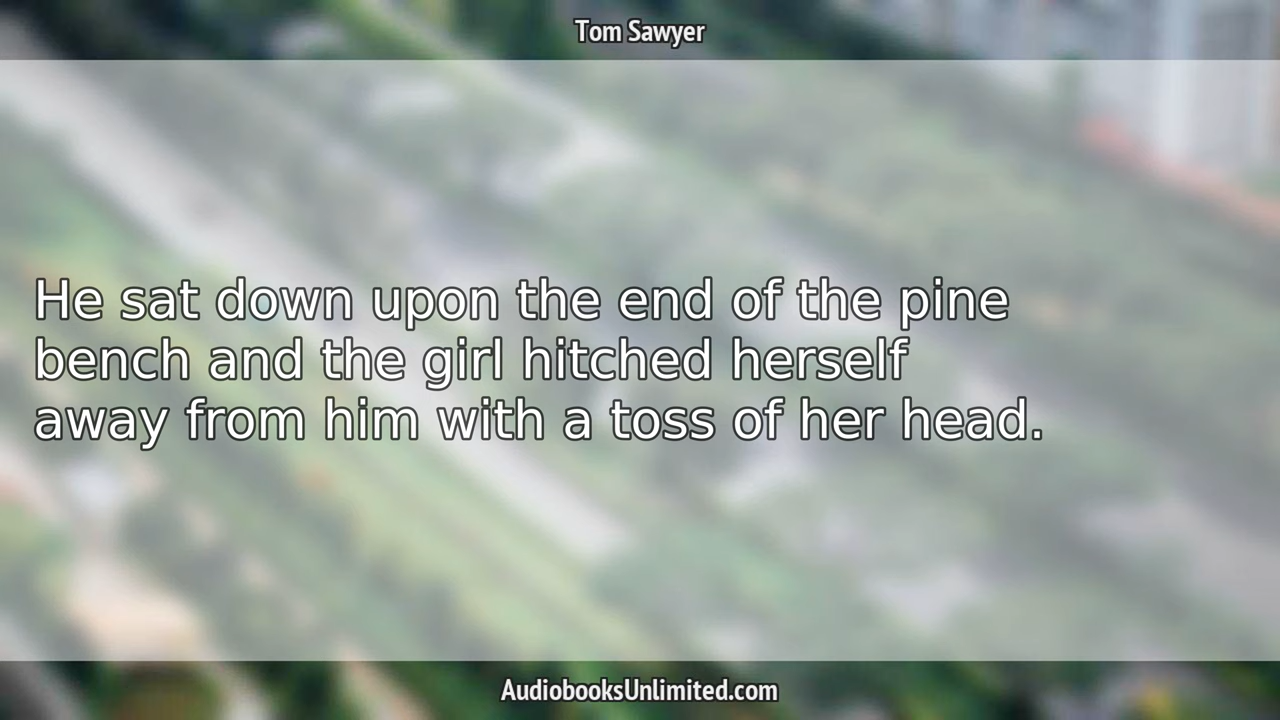 Tom Sawyer
He sat down upon the end of the pine
bench and the girl hitched herself
away from him with a toss of her head.
AudiobooksUnlimited.com